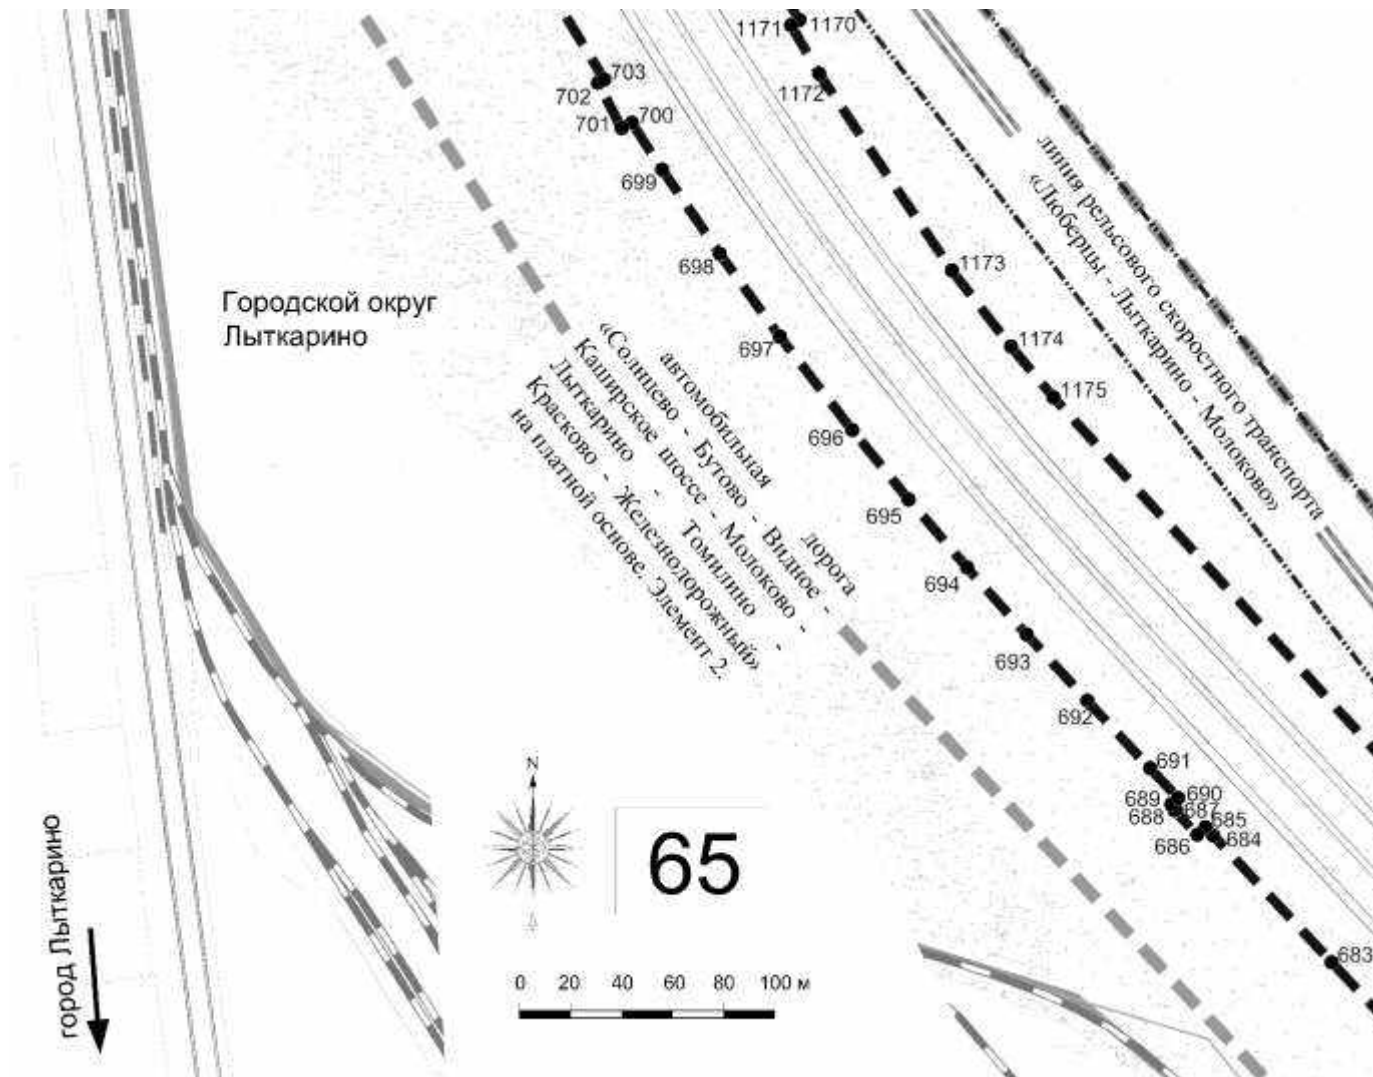 1171
1170
703
702
1172
700
701
699
698
1173
697
1174
1175
696
695
694
693
692
691
690
689
687
688
685
684
686
683
линия рельсового скоростного транспорта
«Люберцы - Лыткарино - Молоково»
Городской округ
Лыткарино
автомобильная дорога
«Солнцево - Бутово - Видное -
Каширское шоссе - Молоково -
Лыткарино - Томилино -
Красково - Железнодорожный»
на платной основе. Элемент 2.
N
65
город Лыткарино
0 20 40 60 80 100 м